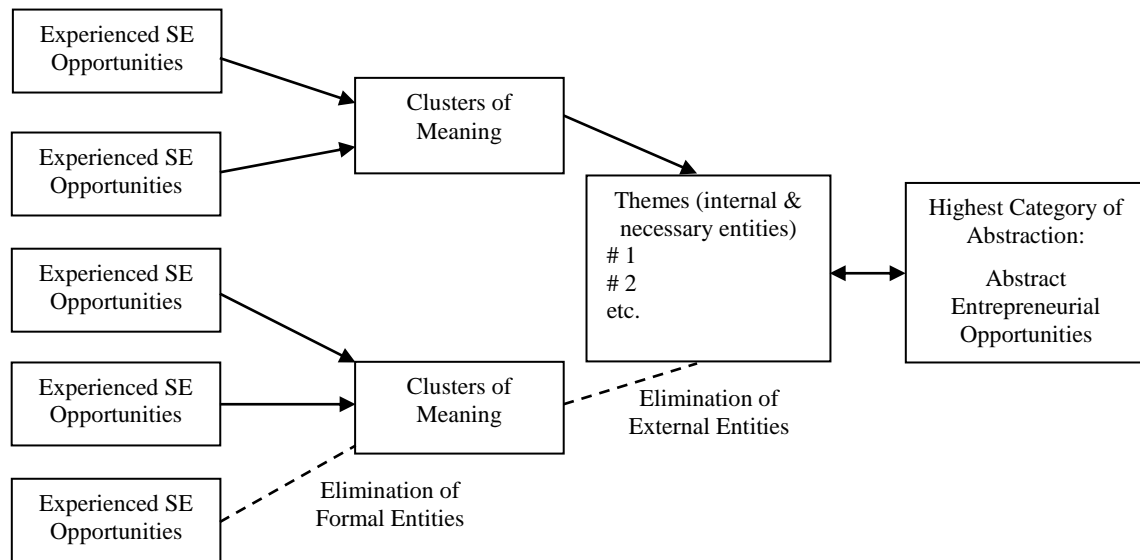 Experienced SE
Opportunities
Experienced SE
Opportunities
Experienced SE
Opportunities
Experienced SE
Opportunities
Experienced SE
Opportunities
Clusters of
Meaning
Clusters of
Meaning
Elimination of
Formal Entities
Themes (internal &
necessary entities)
# 1
# 2
etc.
Elimination of
External Entities
Highest Category of
Abstraction:
Abstract
Entrepreneurial
Opportunities